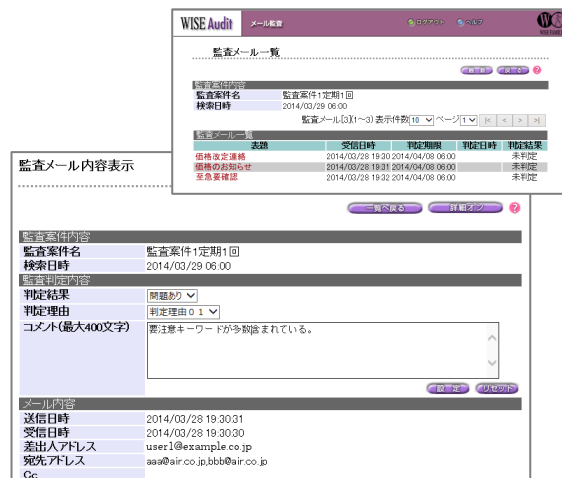 WISE Audit
メール監査
ログアウト
ヘルプ
監査メール一覧
戻る
監査案件内容
監査案件名 監査案件1定期1回
検索日時 2014/03/29 06:00
監査メール[3](1~3) 表示件数 10 ページ 1 |< < > >|
監査メール一覧
表題 受信日時 判定期限 判定日時 判定結果
価格改定連絡 2014/03/28 19:30 2014/04/08 06:00 未判定
価格のお知らせ 2014/03/28 19:31 2014/04/08 06:00 未判定
至急要確認 2014/03/28 19:32 2014/04/08 06:00 未判定
監査メール内容表示
一覧へ戻る 詳細オン ?
監査案件内容
監査案件名 監査案件1定期1回
検索日時 2014/03/29 06:00
監査判定内容
判定結果 問題あり
判定理由 判定理由01
コメント(最大400文字) 要注意キーワードが多数含まれている。
設定 リセット
メール内容
送信日時 2014/03/28 19:30:31
受信日時 2014/03/28 19:30:30
差出人アドレス user1@example.co.jp
宛先アドレス aaa@air.co.jp,bbb@air.co.jp
Cc